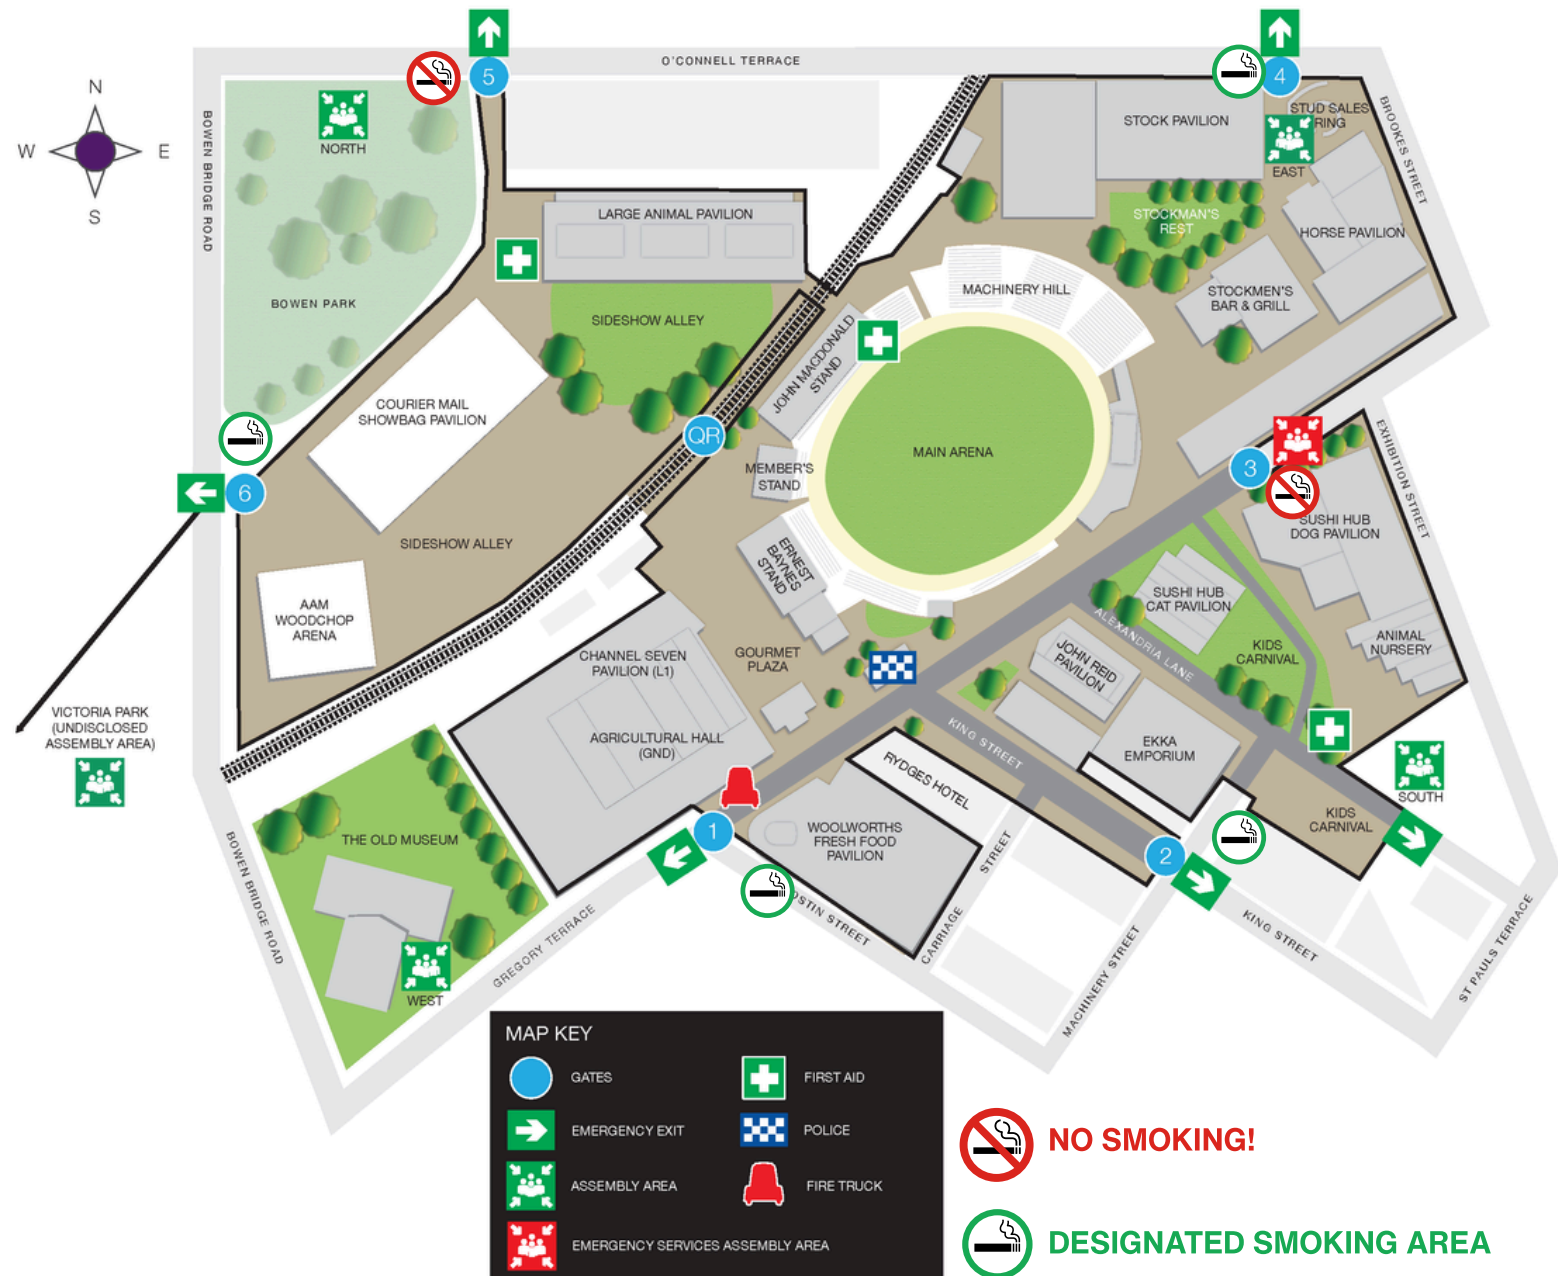 O'CONNELL TERRACE
5
4
N
W
E
S
NORTH
BOWEN BRIDGE ROAD
STOCK PAVILION
STUD SALES
RING
BROOKES STREET
EAST
LARGE ANIMAL PAVILION
STOCKMAN'S
REST
HORSE PAVILION
BOWEN PARK
MACHINERY HILL
STOCKMEN'S
BAR & GRILL
SIDESHOW ALLEY
JOHN MACDONALD
STAND
COURIER MAIL
SHOWBAG PAVILION
QR
MAIN ARENA
MEMBER'S
STAND
3
EXHIBITION STREET
6
SUSHI HUB
DOG PAVILION
SIDESHOW ALLEY
ERNEST
BAYNES
STAND
SUSHI HUB
CAT PAVILION
AAM
WOODCHOP
ARENA
ALEXANDRIA LANE
KIDS
CARNIVAL
ANIMAL
NURSERY
CHANNEL SEVEN
PAVILION (L1)
GOURMET
PLAZA
JOHN REID
PAVILION
VICTORIA PARK
(UNDISCLOSED
ASSEMBLY AREA)
AGRICULTURAL HALL
(GND)
KING STREET
EKKA
EMPORIUM
RYDGES HOTEL
SOUTH
THE OLD MUSEUM
1
WOOLWORTHS
FRESH FOOD
PAVILION
KIDS
CARNIVAL
2
BOWEN BRIDGE ROAD
STREET
CARRIAGE
OSTIN STREET
GREGORY TERRACE
MACHINERY STREET
KING STREET
ST PAULS TERRACE
WEST
MAP KEY
GATES
FIRST AID
EMERGENCY EXIT
POLICE
ASSEMBLY AREA
FIRE TRUCK
EMERGENCY SERVICES ASSEMBLY AREA
NO SMOKING!
DESIGNATED SMOKING AREA